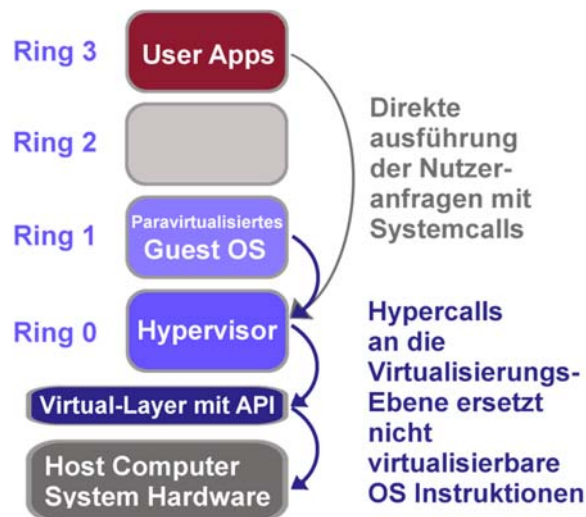 Ring 3
User Apps
Ring 2
Ring 1
Paravirtualisiertes
Guest OS
Ring 0
Hypervisor
Virtual-Layer mit API
Host Computer
System Hardware
Direkte
ausführung
der Nutzer-
anfragen mit
Systemcalls
Hypercalls
an die
Virtualisierungs-
Ebene ersetzt
nicht
virtualisierbare
OS Instruktionen